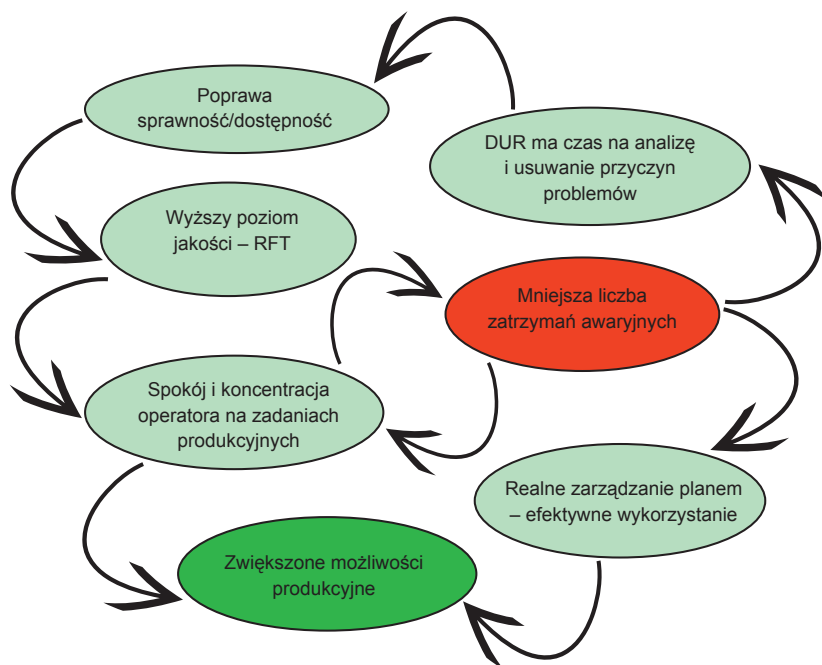 Poprawa
sprawność/dostępność
DUR ma czas na analizę
i usuwanie przyczyn
problemów
Wyższy poziom
jakości – RFT
Mniejsza liczba
zatrzymań awaryjnych
Spokój i koncentracja
operatora na zadaniach
produkcyjnych
Realne zarządzanie planem
– efektywne wykorzystanie
Zwiększone możliwości
produkcyjne